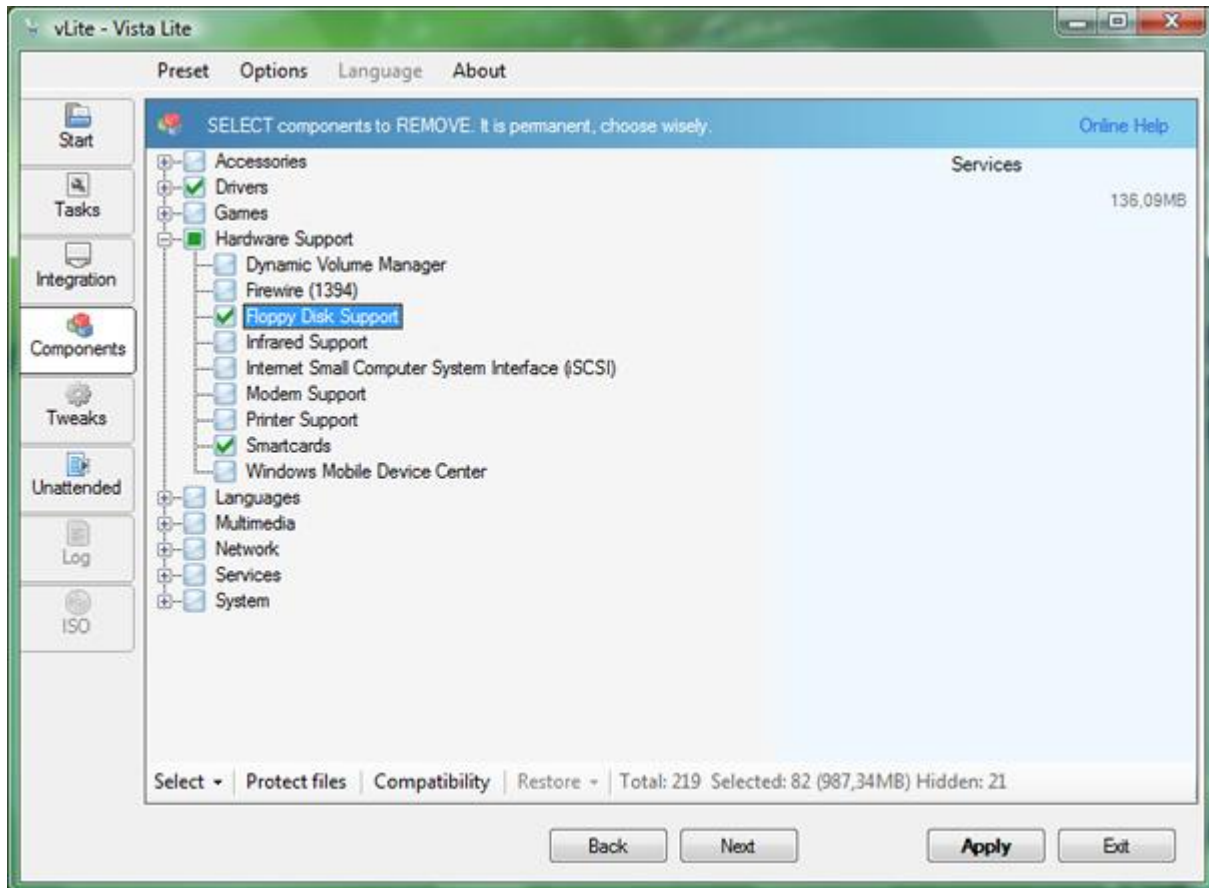 vLite - Vista Lite
Preset Options Language About
Start
Tasks
Integration
Components
Tweaks
Unattended
Log
ISO
SELECT components to REMOVE. It is permanent, choose wisely. Online Help
Accessories
Drivers
Games
Hardware Support
Dynamic Volume Manager
Firewire (1394)
Floppy Disk Support
Infrared Support
Internet Small Computer System Interface (iSCSI)
Modem Support
Printer Support
Smartcards
Windows Mobile Device Center
Languages
Multimedia
Network
Services
System
Services
136,09MB
Select Protect files Compatibility Restore Total: 219 Selected: 82 (987,34MB) Hidden: 21
Back Next Apply Exit